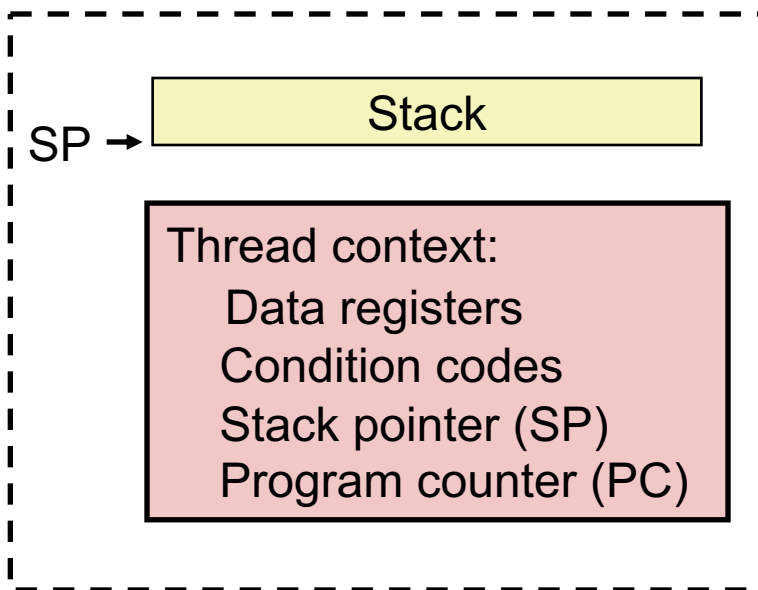 Stack
SP
Thread context:
Data registers
Condition codes
Stack pointer (SP)
Program counter (PC)